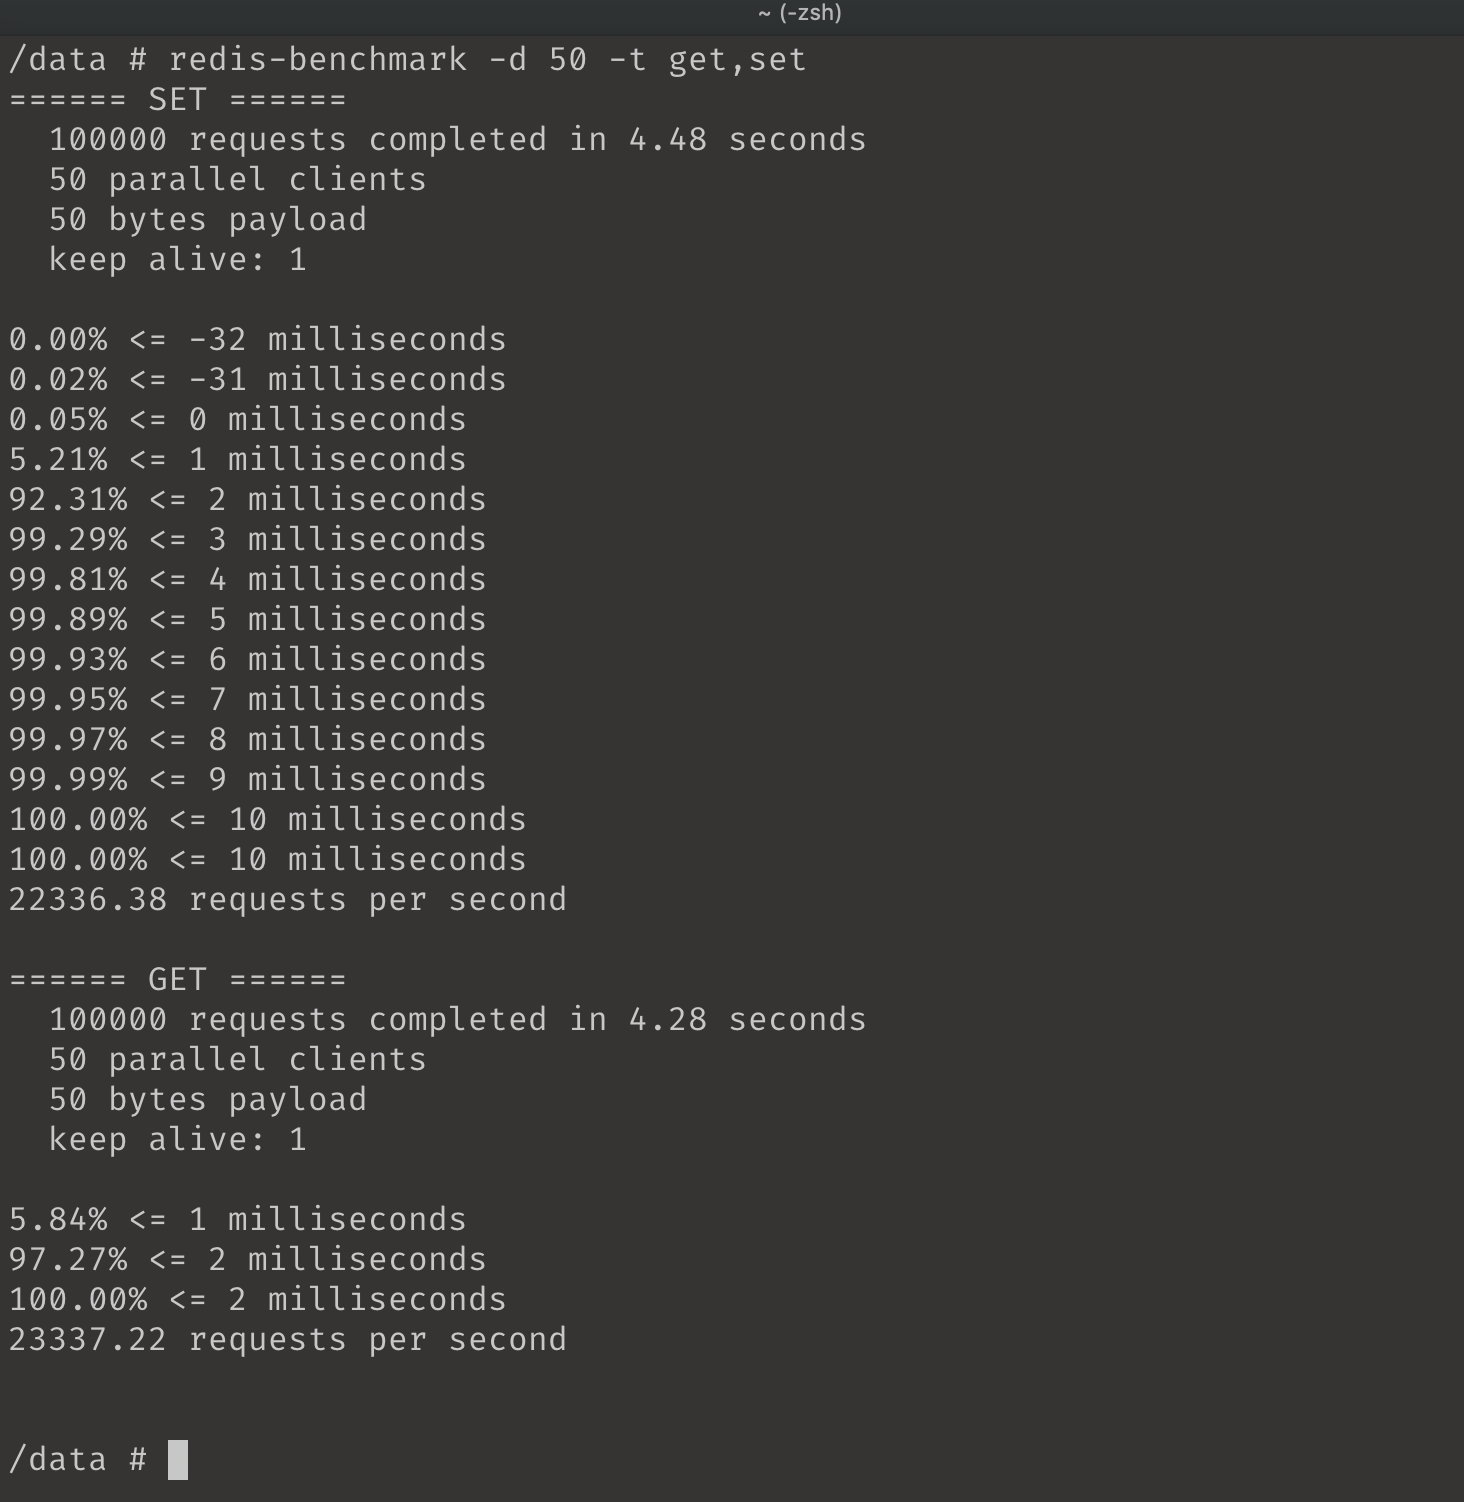 ~ (-zsh)
/data # redis-benchmark -d 50 -t get,set
====== SET ======
  100000 requests completed in 4.48 seconds
  50 parallel clients
  50 bytes payload
  keep alive: 1

0.00% <= -32 milliseconds
0.02% <= -31 milliseconds
0.05% <= 0 milliseconds
5.21% <= 1 milliseconds
92.31% <= 2 milliseconds
99.29% <= 3 milliseconds
99.81% <= 4 milliseconds
99.89% <= 5 milliseconds
99.93% <= 6 milliseconds
99.95% <= 7 milliseconds
99.97% <= 8 milliseconds
99.99% <= 9 milliseconds
100.00% <= 10 milliseconds
100.00% <= 10 milliseconds
22336.38 requests per second

====== GET ======
  100000 requests completed in 4.28 seconds
  50 parallel clients
  50 bytes payload
  keep alive: 1

5.84% <= 1 milliseconds
97.27% <= 2 milliseconds
100.00% <= 2 milliseconds
23337.22 requests per second

/data #